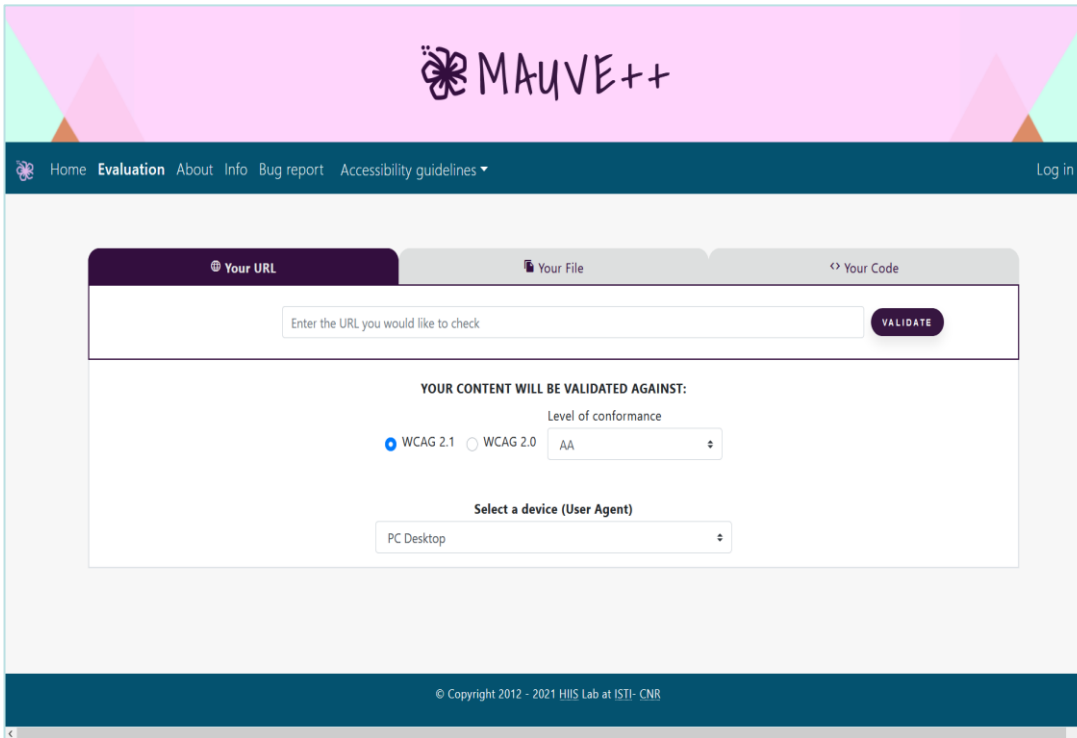 MAUVE++
Home Evaluation About Info Bug report Accessibility guidelines Log in
Your URL Your File <> Your Code
Enter the URL you would like to check VALIDATE
YOUR CONTENT WILL BE VALIDATED AGAINST:
Level of conformance
WCAG 2.1 WCAG 2.0 AA
Select a device (User Agent)
PC Desktop
© Copyright 2012 - 2021 HIIS Lab at ISTI- CNR